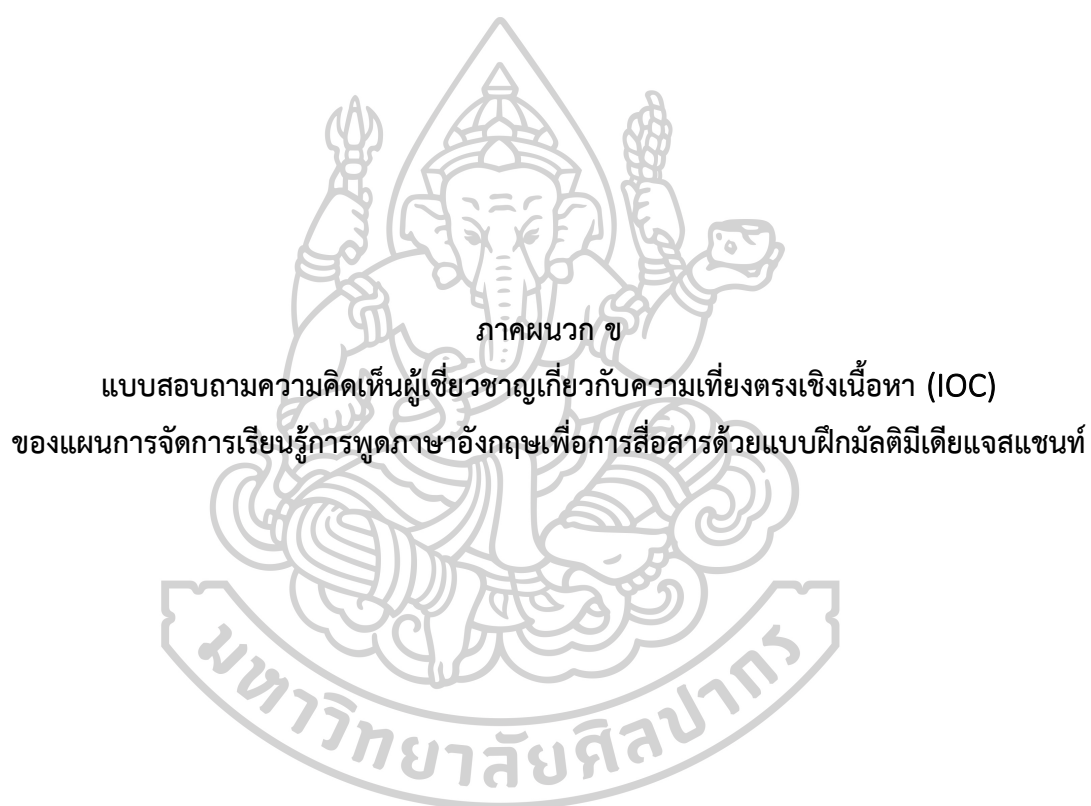 ภาคผนวก ข
แบบสอบถามความคิดเห็นผู้เชี่ยวชาญเกี่ยวกับความเที่ยงตรงเชิงเนื้อหา (IOC)
ของแผนการจัดการเรียนรู้การพูดภาษาอังกฤษเพื่อการสื่อสารด้วยแบบฝึกมัลติมีเดียแจสแชนท์
มหาวิทยาลัยศิลปากร